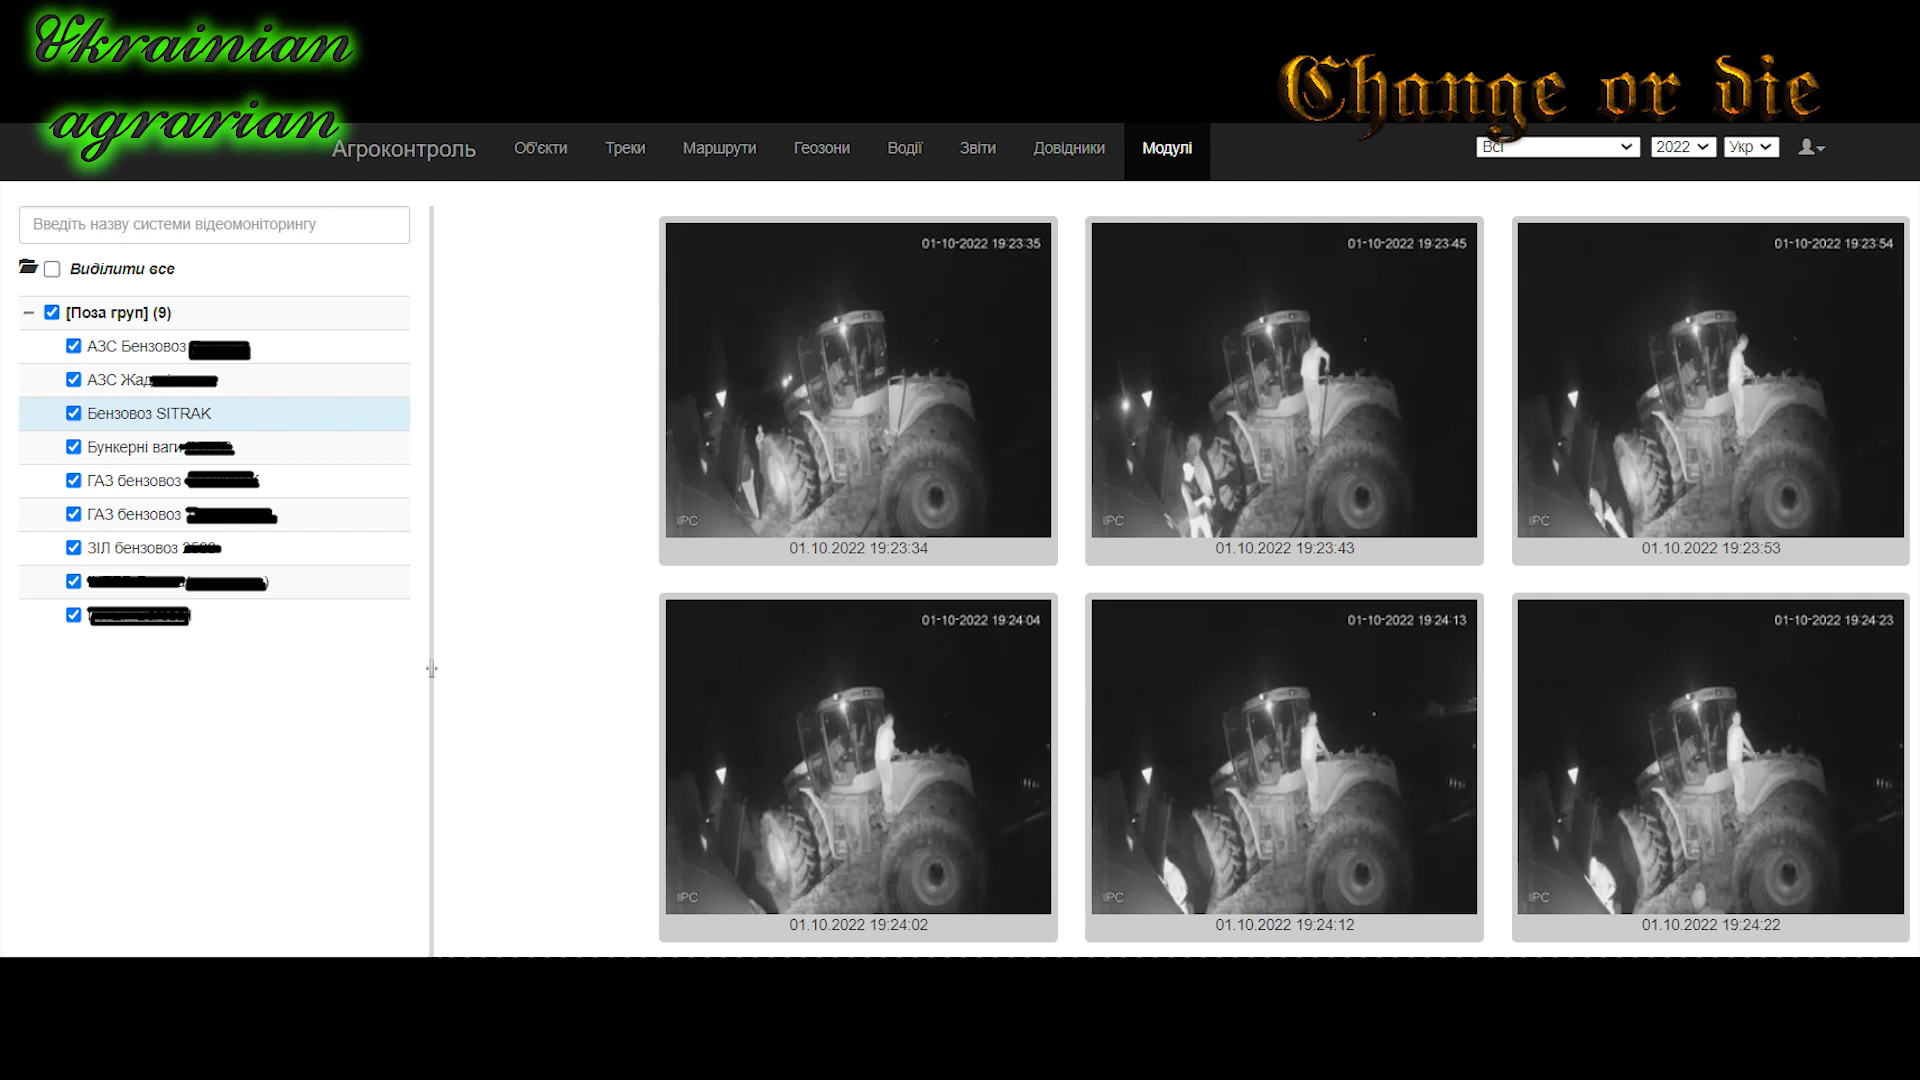 Ukrainian
agrarian
Change or die
Агроконтроль Об'єкти Треки Маршрути Геозони Водії Звіти Довідники Модулі Всі 2022 Укр
Введіть назву системи відеомоніторингу
Виділити все
[Поза груп] (9)
АЗС Бензовоз
АЗС
Бензовоз SITRAK
Бункерні ваги
ГАЗ бензовоз
ГАЗ бензовоз
ЗІЛ бензовоз
01-10-2022 19:23:35
IPC
01.10.2022 19:23:34
01-10-2022 19:23:45
IPC
01.10.2022 19:23:43
01-10-2022 19:23:54
IPC
01.10.2022 19:23:53
01-10-2022 19:24:04
IPC
01.10.2022 19:24:02
01-10-2022 19:24:13
IPC
01.10.2022 19:24:12
01-10-2022 19:24:23
IPC
01.10.2022 19:24:22